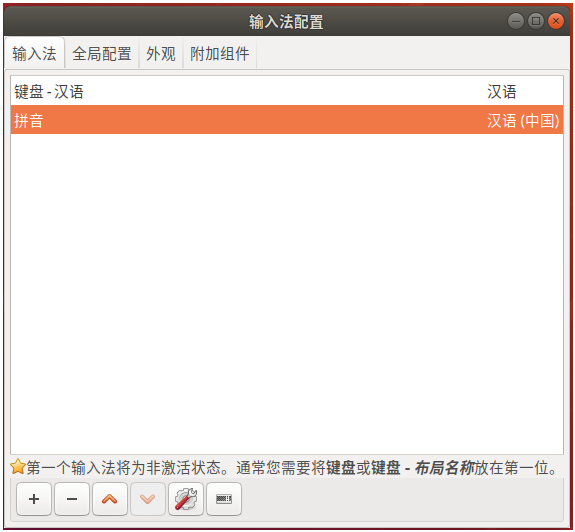 输入法配置
输入法 全局配置 外观 附加组件
键盘 - 汉语 汉语
拼音 汉语 (中国)
第一个输入法将为非激活状态。通常您需要将键盘或键盘 - 布局名称放在第一位。